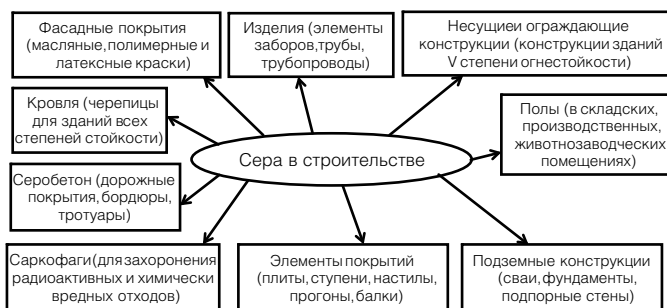 Фасадные покрытия
(масляные, полимерные и
латексные краски)
Изделия (элементы
заборов, трубы,
трубопроводы)
Несущиеи ограждающие
конструкции (конструкции зданий
V степени огнестойкости)
Кровля (черепицы
для зданий всех
степеней стойкости)
Полы (в складских,
производственных,
животнозаводческих
помещениях)
Сера в строительстве
Серобетон (дорожные
покрытия, бордюры,
тротуары)
Саркофаги(для захоронения
радиоактивных и химически
вредных отходов)
Элементы покрытий
(плиты, ступени, настилы,
прогоны, балки)
Подземные конструкции
(сваи, фундаменты,
подпорные стены)